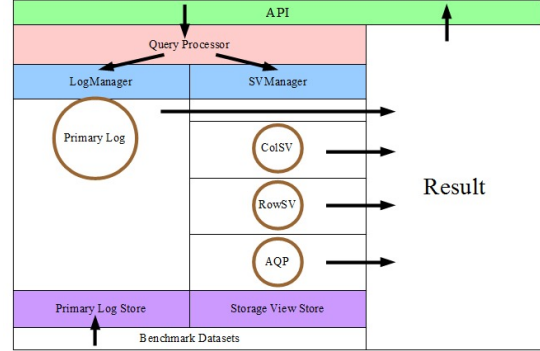 API
Query Processor
LogManager
SVManager
Primary Log
ColSV
RowSV
AQP
Result
Primary Log Store
Storage View Store
Benchmark Datasets